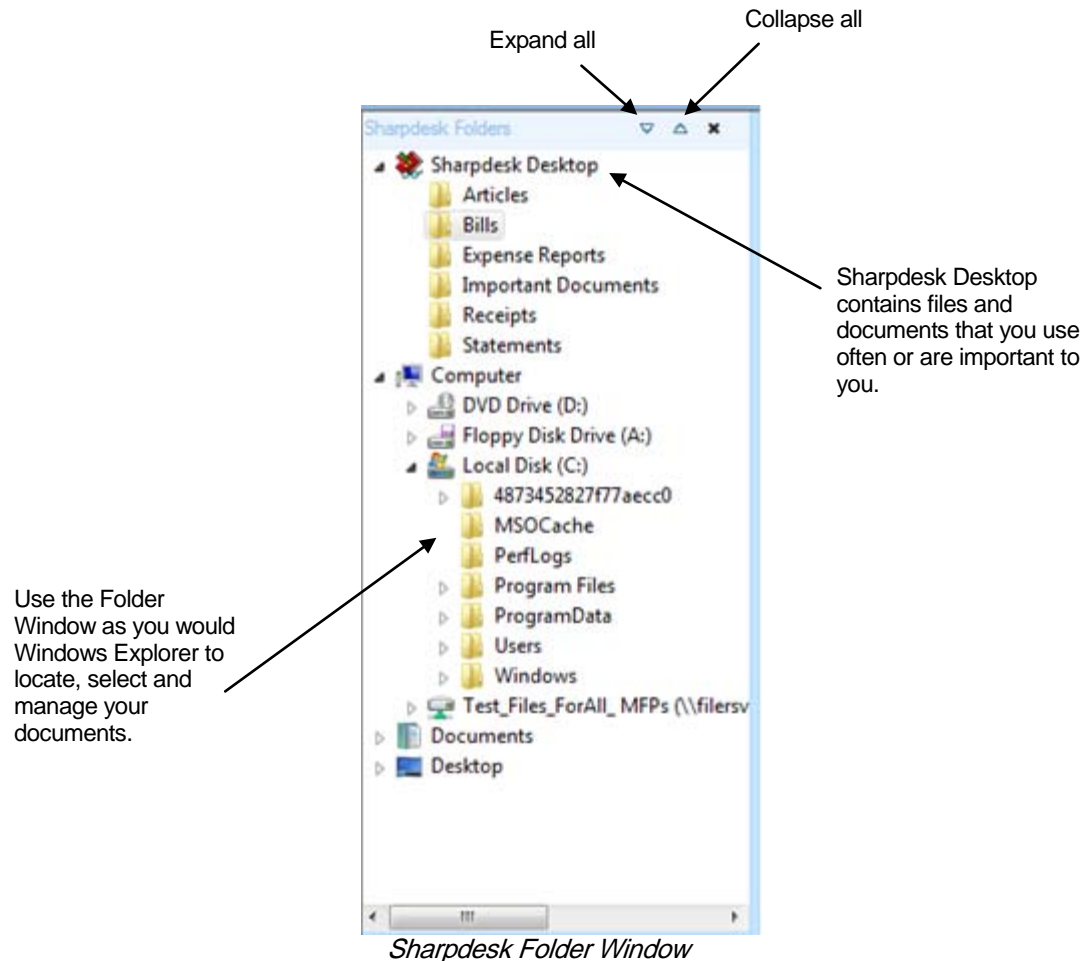 Collapse all
Expand all
Sharpdesk Folders
Sharpdesk Desktop
Articles
Bills
Expense Reports
Important Documents
Receipts
Statements
Computer
DVD Drive (D:)
Floppy Disk Drive (A:)
Local Disk (C:)
4873452827f77aecc0
MSOCache
PerfLogs
Program Files
ProgramData
Users
Windows
Test_Files_ForAll_ MFPs (\\filersv
Documents
Desktop
Sharpdesk Desktop
contains files and
documents that you use
often or are important to
you.
Use the Folder
Window as you would
Windows Explorer to
locate, select and
manage your
documents.
Sharpdesk Folder Window